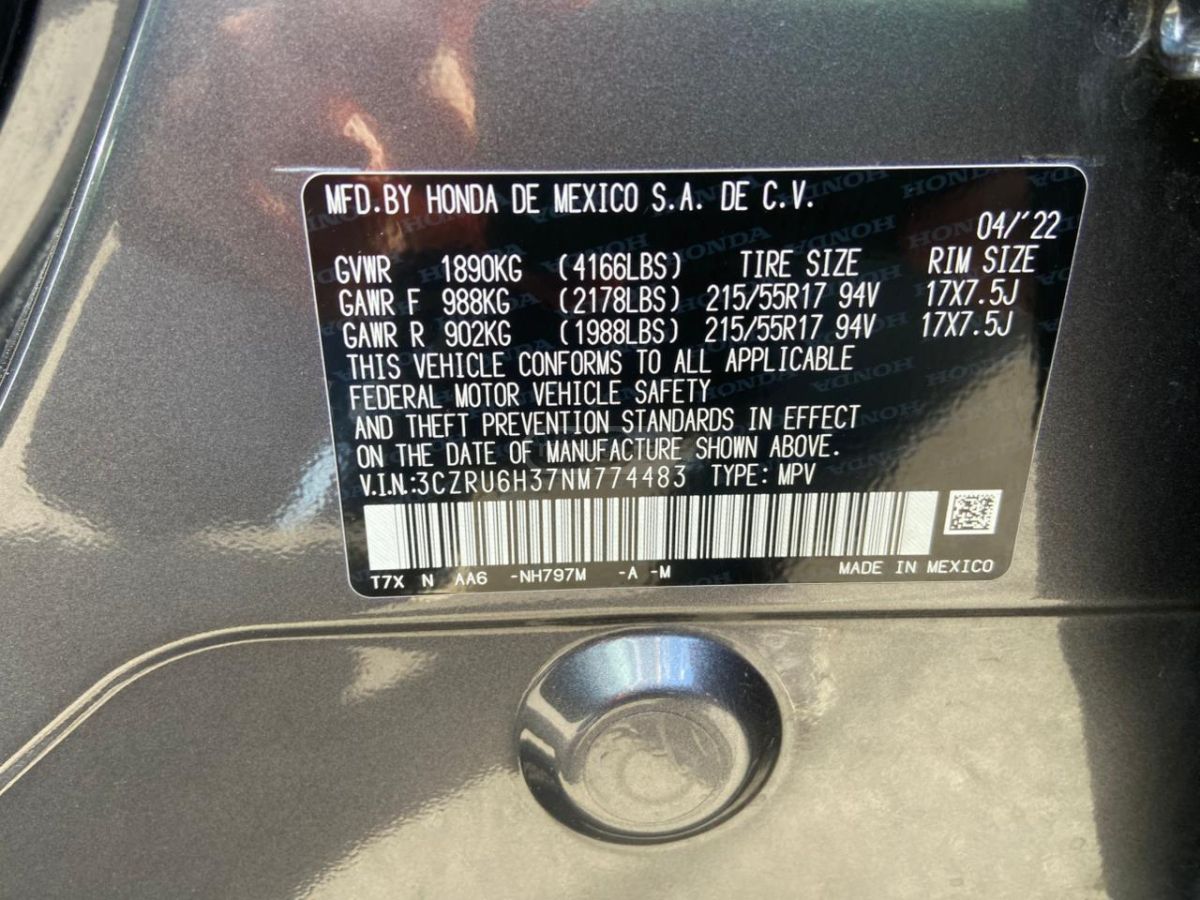 MFD.BY HONDA DE MEXICO S.A. DE C.V.
04/'22
GVWR 1890KG (4166LBS) TIRE SIZE RIM SIZE
GAWR F 988KG (2178LBS) 215/55R17 94V 17X7.5J
GAWR R 902KG (1988LBS) 215/55R17 94V 17X7.5J
THIS VEHICLE CONFORMS TO ALL APPLICABLE
FEDERAL MOTOR VEHICLE SAFETY
AND THEFT PREVENTION STANDARDS IN EFFECT
ON THE DATE OF MANUFACTURE SHOWN ABOVE.
V.I.N.:3CZRU6H37NM774483 TYPE: MPV
T7X N AA6 -NH797M -A -M MADE IN MEXICO